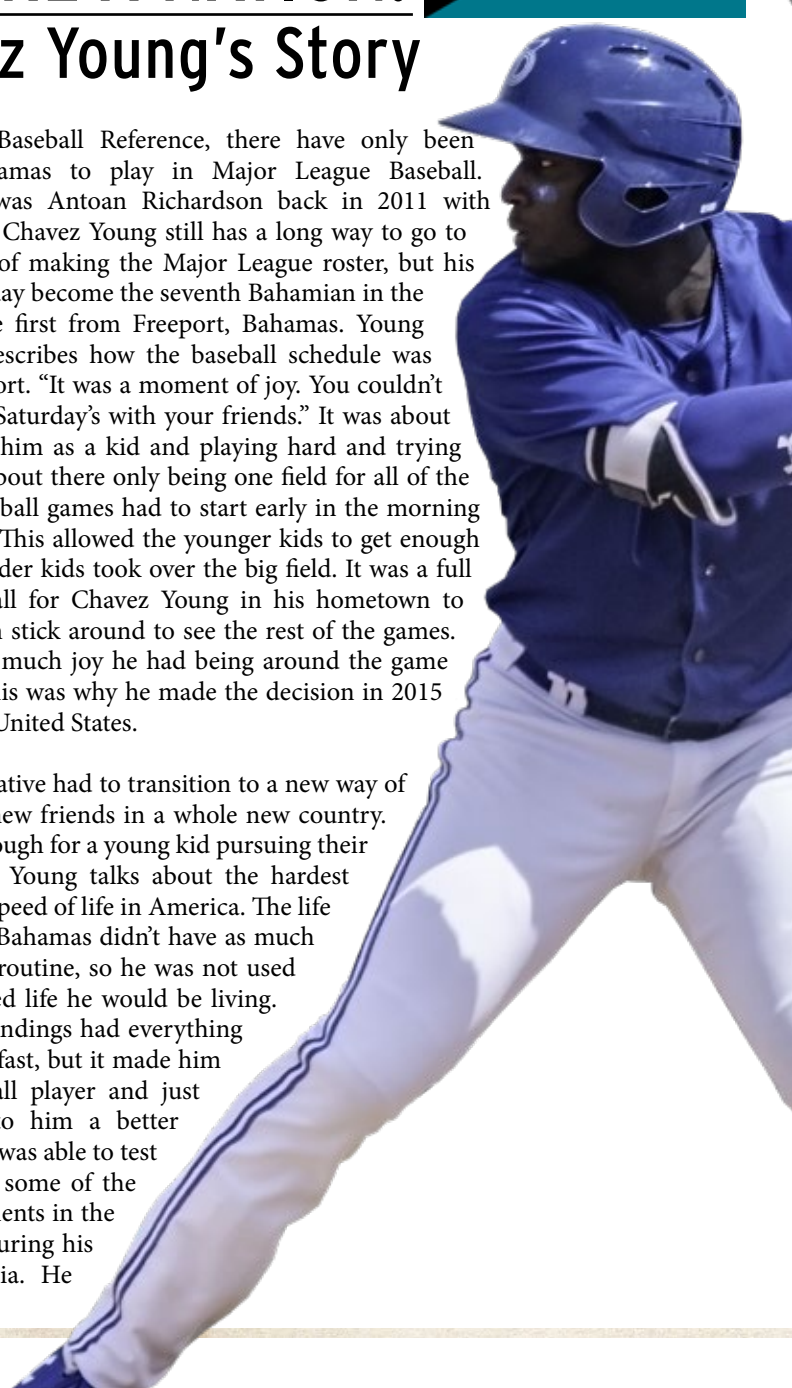 z Young’s Story
Baseball Reference, there have only been
amas to play in Major League Baseball.
was Antoan Richardson back in 2011 with
Chavez Young still has a long way to go to
of making the Major League roster, but his
ay become the seventh Bahamian in the
e first from Freeport, Bahamas. Young
escribes how the baseball schedule was
ort. “It was a moment of joy. You couldn’t
Saturday’s with your friends.” It was about
him as a kid and playing hard and trying
bout there only being one field for all of the
ball games had to start early in the morning
This allowed the younger kids to get enough
der kids took over the big field. It was a full
all for Chavez Young in his hometown to
n stick around to see the rest of the games.
much joy he had being around the game
is was why he made the decision in 2015
United States.
ative had to transition to a new way of
new friends in a whole new country.
ough for a young kid pursuing their
Young talks about the hardest
peed of life in America. The life
Bahamas didn’t have as much
routine, so he was not used
ed life he would be living.
ndings had everything
fast, but it made him
all player and just
to him a better
was able to test
some of the
ents in the
uring his
ia. He